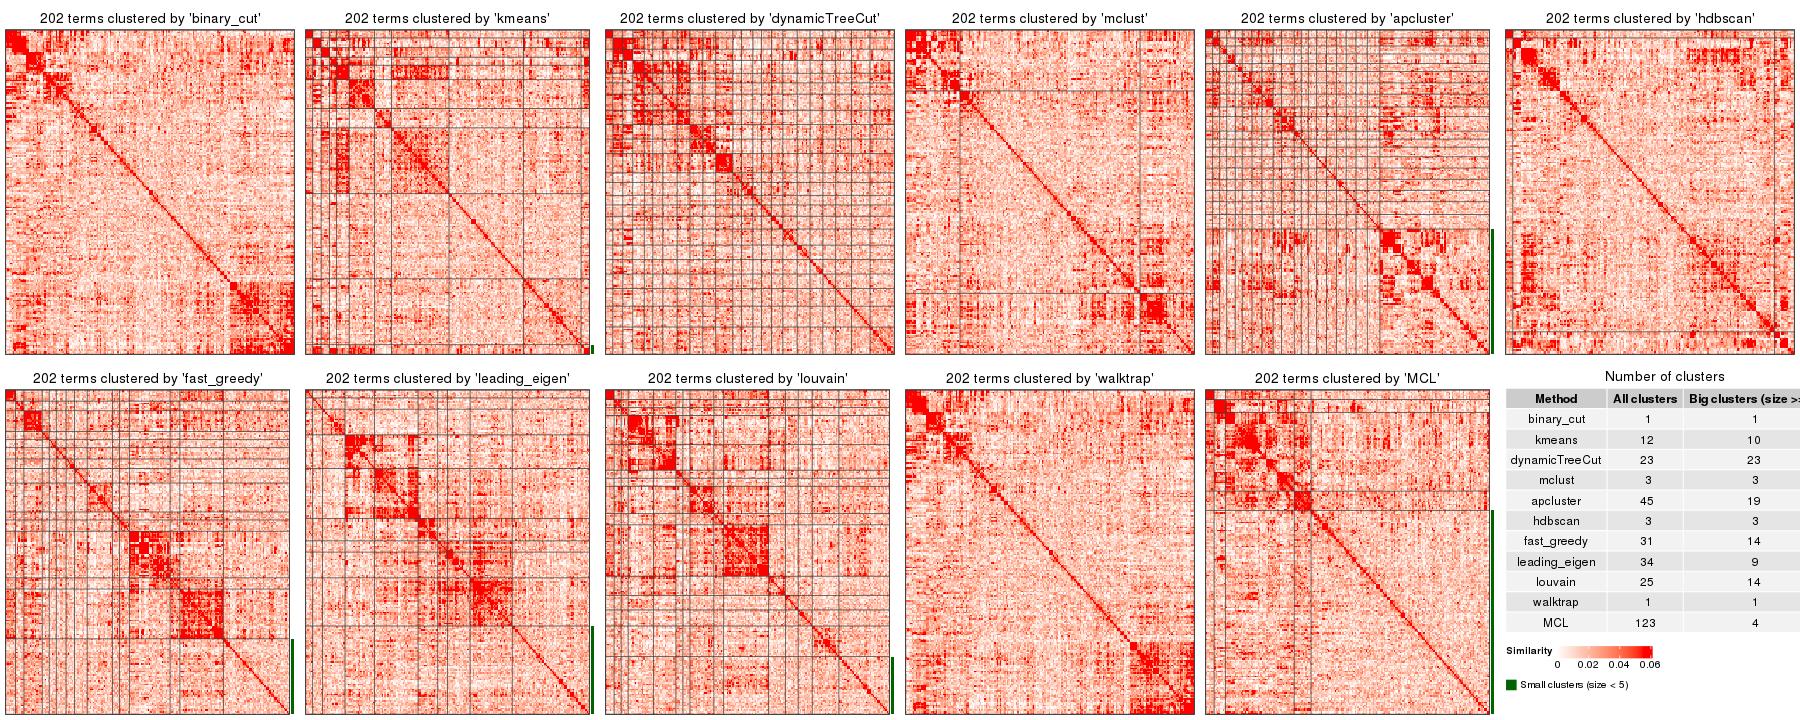 202 terms clustered by 'binary_cut'
202 terms clustered by 'kmeans'
202 terms clustered by 'dynamicTreeCut'
202 terms clustered by 'mclust'
202 terms clustered by 'apcluster'
202 terms clustered by 'hdbscan'
202 terms clustered by 'fast_greedy'
202 terms clustered by 'leading_eigen'
202 terms clustered by 'louvain'
202 terms clustered by 'walktrap'
202 terms clustered by 'MCL'
Number of clusters
Method All clusters Big clusters (size >=
binary_cut 1 1
kmeans 12 10
dynamicTreeCut 23 23
mclust 3 3
apcluster 45 19
hdbscan 3 3
fast_greedy 31 14
leading_eigen 34 9
louvain 25 14
walktrap 1 1
MCL 123 4
Similarity
0 0.02 0.04 0.06
Small clusters (size < 5)